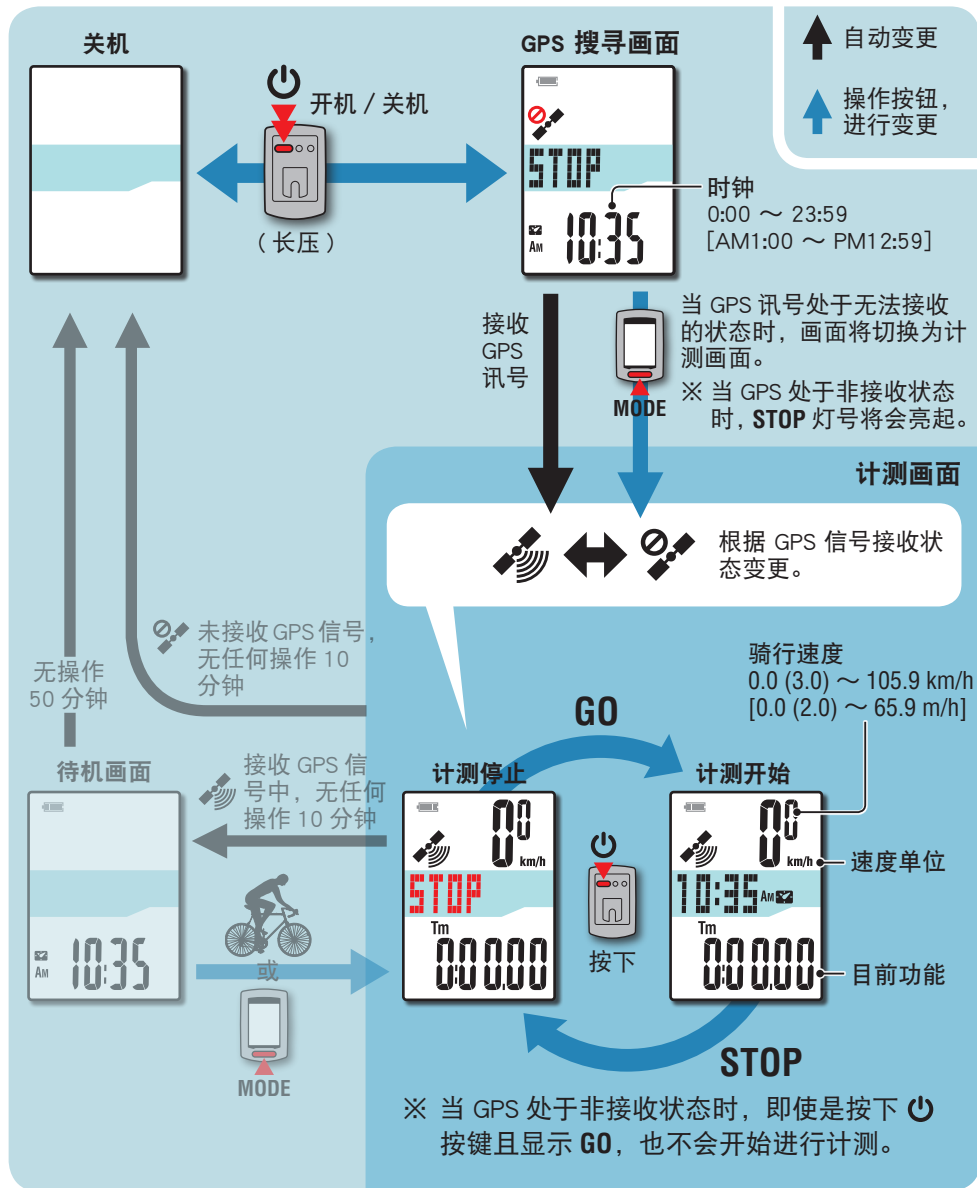 关机
GPS 搜寻画面
自动变更
操作按钮，
进行变更
开机 / 关机
（长压）
STOP
AM 10:35
时钟
0:00 ～ 23:59
[AM1:00 ～ PM12:59]
接收
GPS
讯号
MODE
当 GPS 讯号处于无法接收
的状态时，画面将切换为计
测画面。
※ 当 GPS 处于非接收状态
时，STOP 灯号将会亮起。
计测画面
根据 GPS 信号接收状
态变更。
无操作
50 分钟
未接收 GPS 信号，
无任何操作 10
分钟
骑行速度
0.0 (3.0) ～ 105.9 km/h
[0.0 (2.0) ～ 65.9 m/h]
GO
待机画面
AM 10:35
接收 GPS 信
号中，无任何
操作 10 分钟
或
MODE
计测停止
00
km/h
STOP
Tm
0:00.00
按下
计测开始
00
km/h
10:35 AM
Tm
0:00.00
速度单位
目前功能
STOP
※ 当 GPS 处于非接收状态时，即使是按下
按键且显示 GO，也不会开始进行计测。